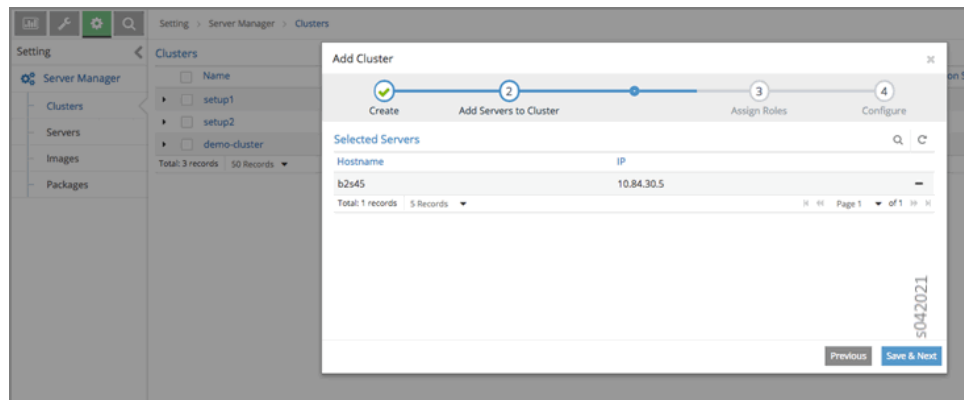 Setting > Server Manager > Clusters
Setting
Server Manager
Clusters
Servers
Images
Packages
Clusters
Name
on S
setup1
setup2
demo-cluster
Total: 3 records 50 Records
Add Cluster
2 3 4
Create Add Servers to Cluster Assign Roles Configure
Selected Servers
Hostname IP
b2s45 10.84.30.5
Total: 1 records 5 Records Page 1 of 1
s042021
Previous Save & Next